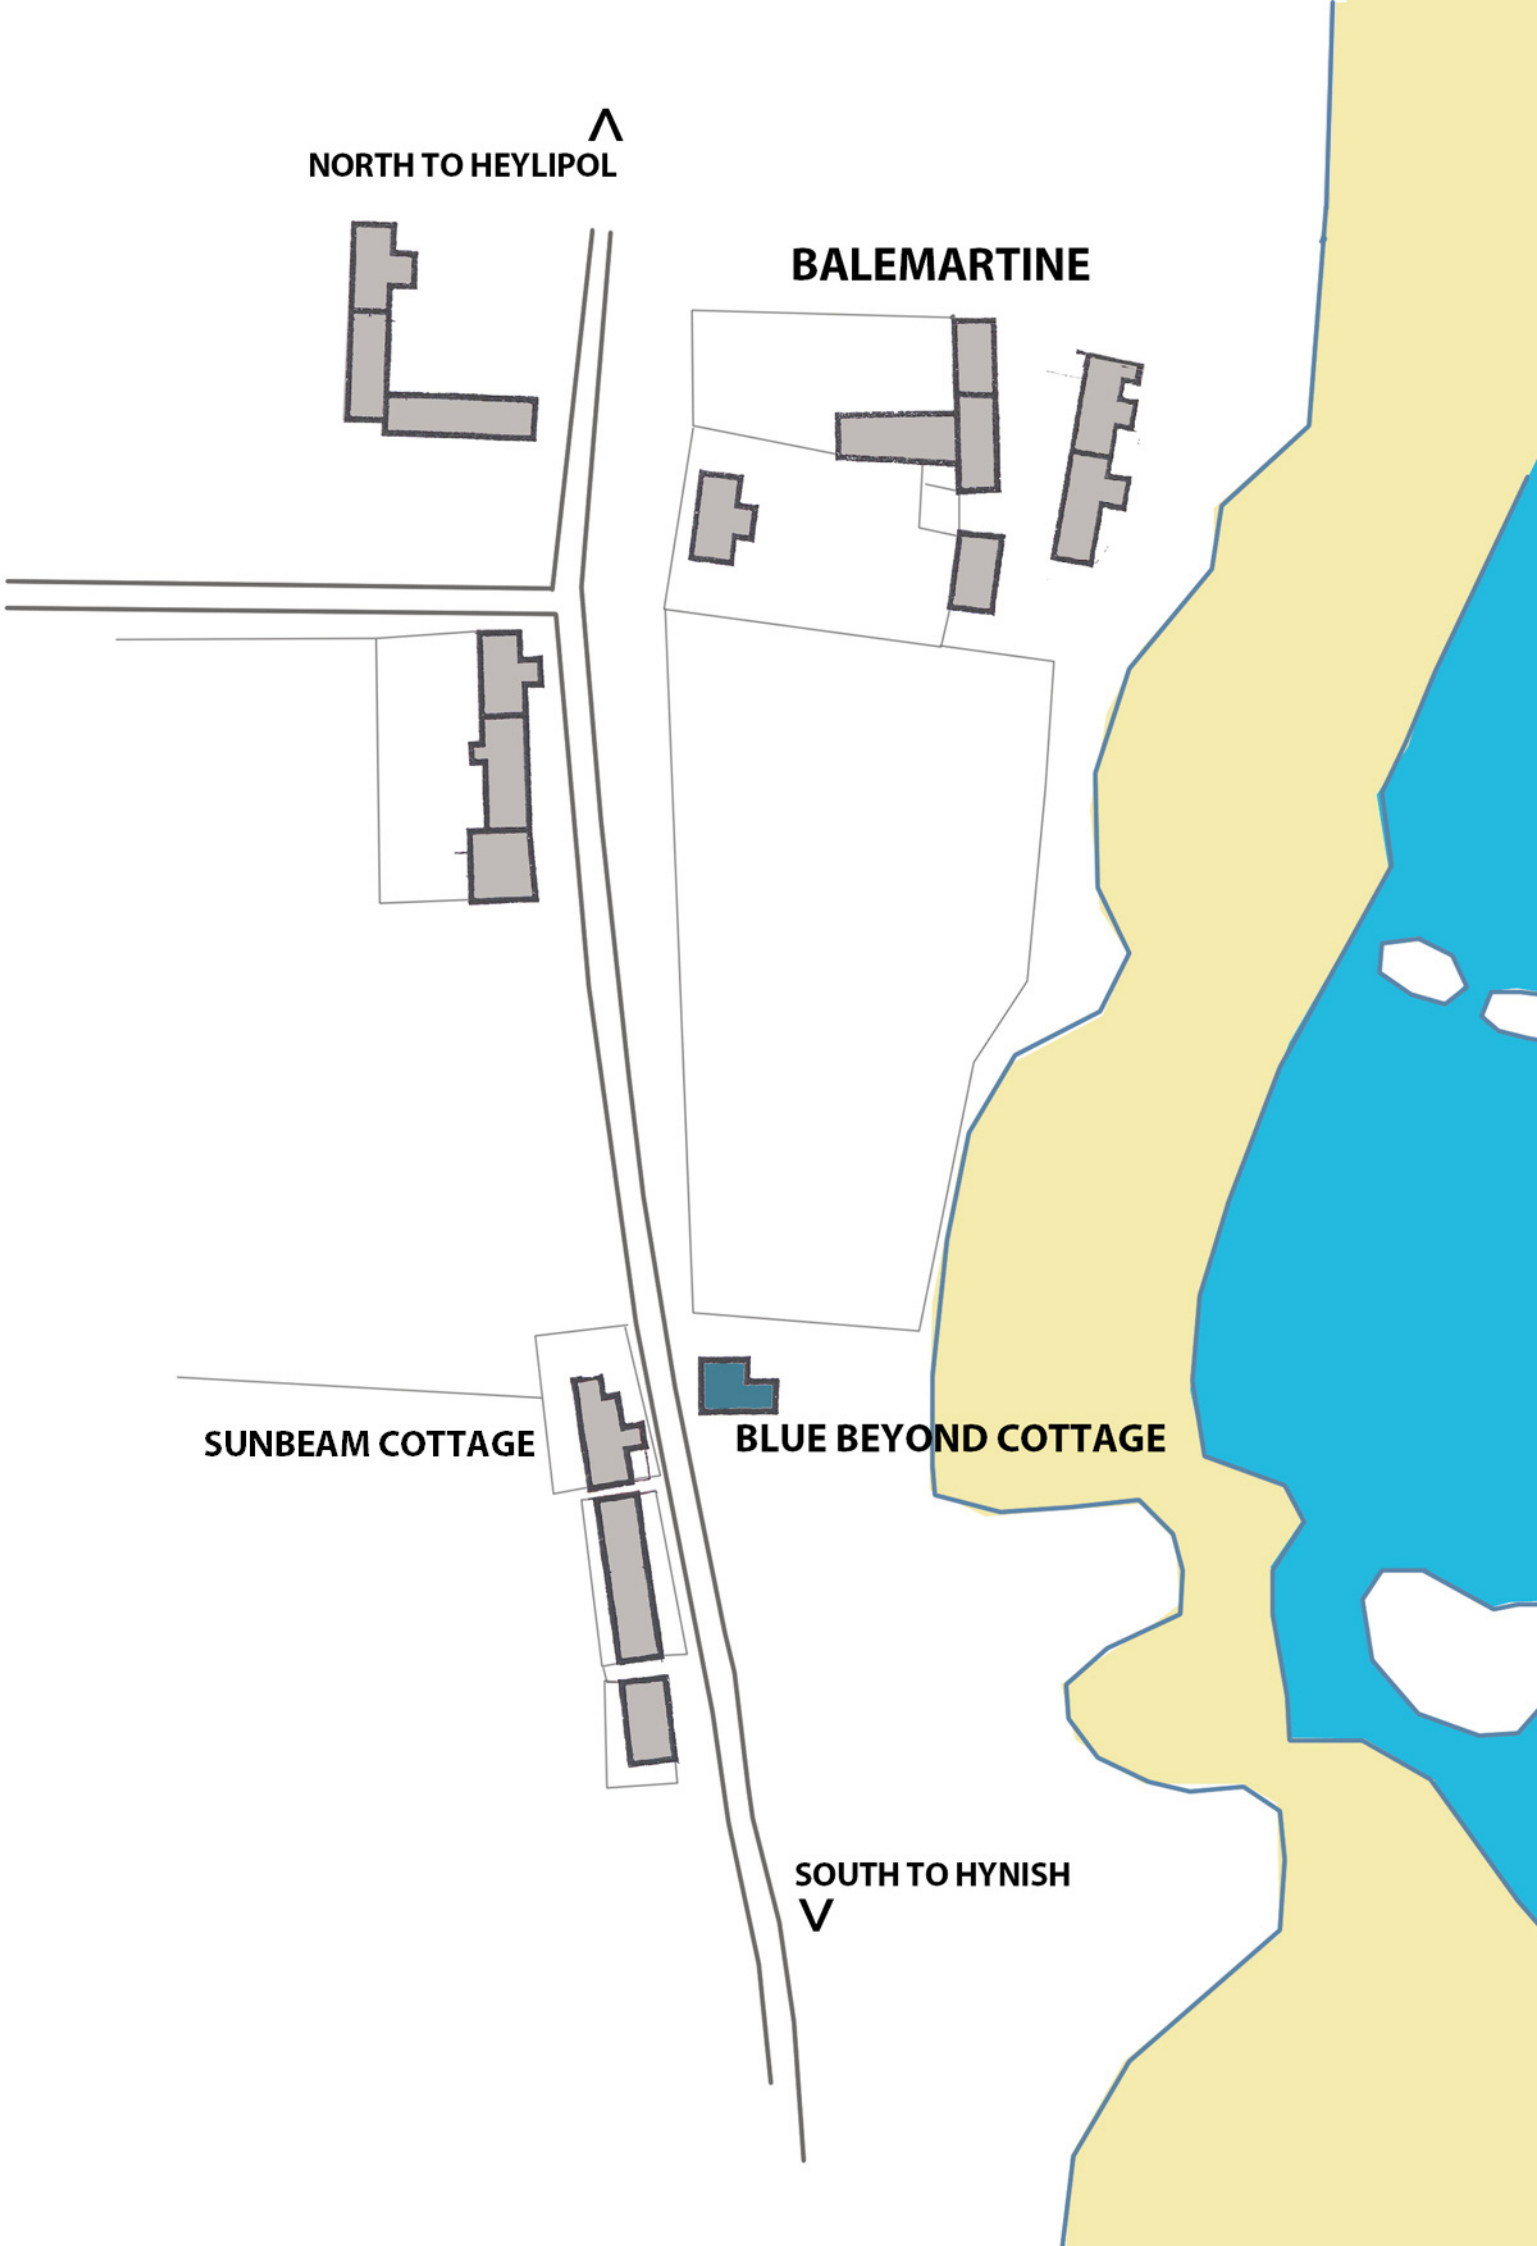 NORTH TO HEYLIPOL
BALEMARTINE
SUNBEAM COTTAGE
BLUE BEYOND COTTAGE
SOUTH TO HYNISH